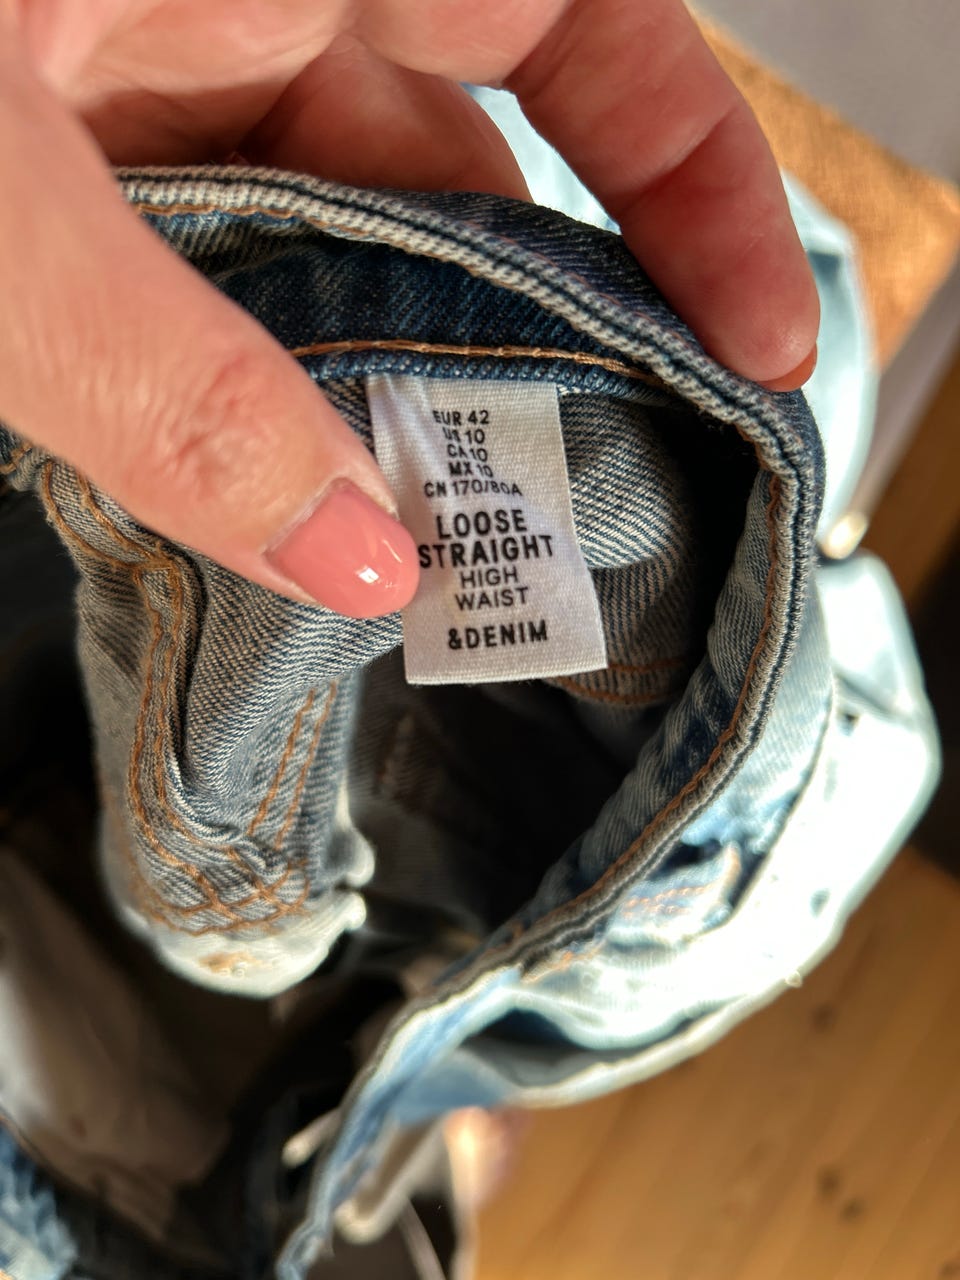 EUR 42
US 10
CA 10
MX 10
CN 170/80A
LOOSE
STRAIGHT
HIGH
WAIST
&DENIM